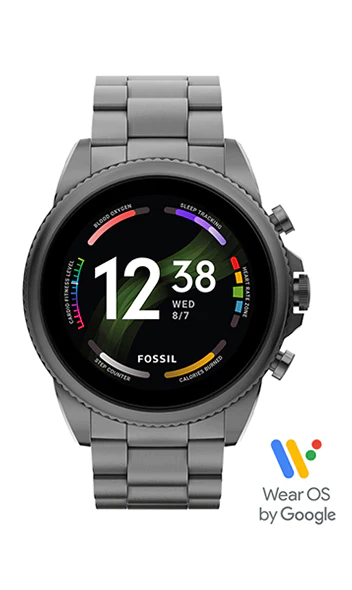 BLOOD OXYGEN
SLEEP TRACKING
CARDIO FITNESS LEVEL
HEART RATE ZONE
12 38
WED
8/7
FOSSIL
STEP COUNTER
CALORIES BURNED
Wear OS
by Google